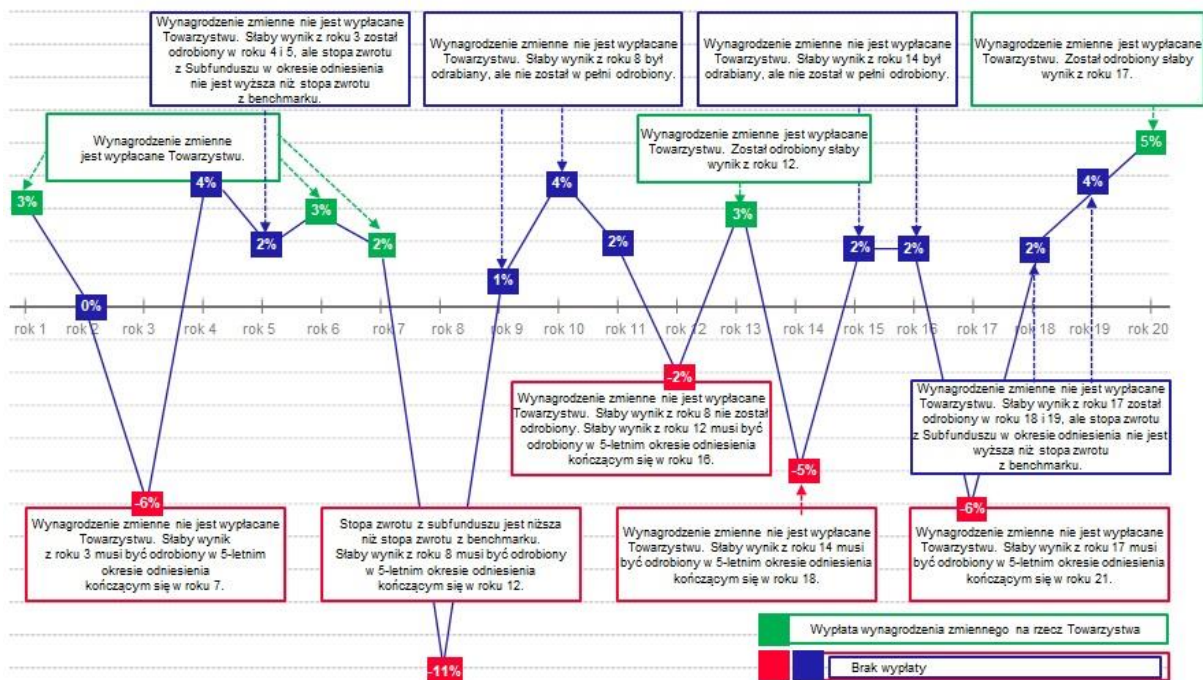 Wynagrodzenie zmienne nie jest wypłacane
Towarzystwu. Słaby wynik z roku 3 został
odrobiony w roku 4 i 5, ale stopa zwrotu
z Subfunduszu w okresie odniesienia
nie jest wyższa niż stopa zwrotu
z benchmarku.
Wynagrodzenie zmienne nie jest wypłacane
Towarzystwu. Słaby wynik z roku 8 był
odrabiany, ale nie został w pełni odrobiony.
Wynagrodzenie zmienne nie jest wypłacane
Towarzystwu. Słaby wynik z roku 14 był
odrabiany, ale nie został w pełni odrobiony.
Wynagrodzenie zmienne jest wypłacane
Towarzystwu. Został odrobiony słaby
wynik z roku 17.
Wynagrodzenie zmienne
jest wypłacane Towarzystwu.
Wynagrodzenie zmienne jest wypłacane
Towarzystwu. Został odrobiony słaby
wynik z roku 12.
3%
0%
-6%
4%
2%
3%
2%
-11%
1%
4%
2%
-2%
3%
-5%
2%
2%
-6%
2%
4%
5%
rok 1
rok 2
rok 3
rok 4
rok 5
rok 6
rok 7
rok 8
rok 9
rok 10
rok 11
rok 12
rok 13
rok 14
rok 15
rok 16
rok 17
rok 18
rok 19
rok 20
Wynagrodzenie zmienne nie jest wypłacane
Towarzystwu. Słaby wynik z roku 8 nie został
odrobiony. Słaby wynik z roku 12 musi być
odrobiony w 5-letnim okresie odniesienia
kończącym się w roku 16.
Wynagrodzenie zmienne nie jest wypłacane
Towarzystwu. Słaby wynik z roku 17 został
odrobiony w roku 18 i 19, ale stopa zwrotu
z Subfunduszu w okresie odniesienia nie jest
wyższa niż stopa zwrotu
z benchmarku.
Wynagrodzenie zmienne nie jest wypłacane
Towarzystwu. Słaby wynik
z roku 3 musi być odrobiony w 5-letnim
okresie odniesienia
kończącym się w roku 7.
Stopa zwrotu z subfunduszu jest niższa
niż stopa zwrotu z benchmarku.
Słaby wynik z roku 8 musi być odrobiony
w 5-letnim okresie odniesienia
kończącym się w roku 12.
Wynagrodzenie zmienne nie jest wypłacane
Towarzystwu. Słaby wynik z roku 14 musi
być odrobiony w 5-letnim okresie odniesienia
kończącym się w roku 18.
Wynagrodzenie zmienne nie jest wypłacane
Towarzystwu. Słaby wynik z roku 17 musi
być odrobiony w 5-letnim okresie odniesienia
kończącym się w roku 21.
Wypłata wynagrodzenia zmiennego na rzecz Towarzystwa
Brak wypłaty